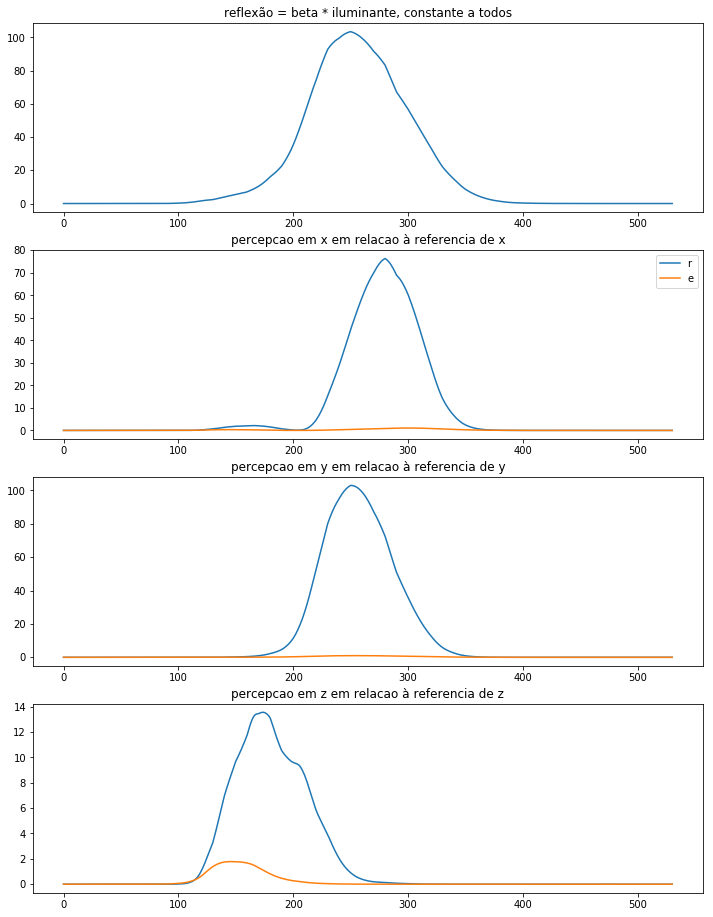 reflexão = beta * iluminante, constante a todos
100
80
60
40
20
0
0 100 200 300 400 500
percepcao em x em relacao à referencia de x
80
70
60
50
40
30
20
10
0
r
e
0 100 200 300 400 500
percepcao em y em relacao à referencia de y
100
80
60
40
20
0
0 100 200 300 400 500
percepcao em z em relacao à referencia de z
14
12
10
8
6
4
2
0
0 100 200 300 400 500